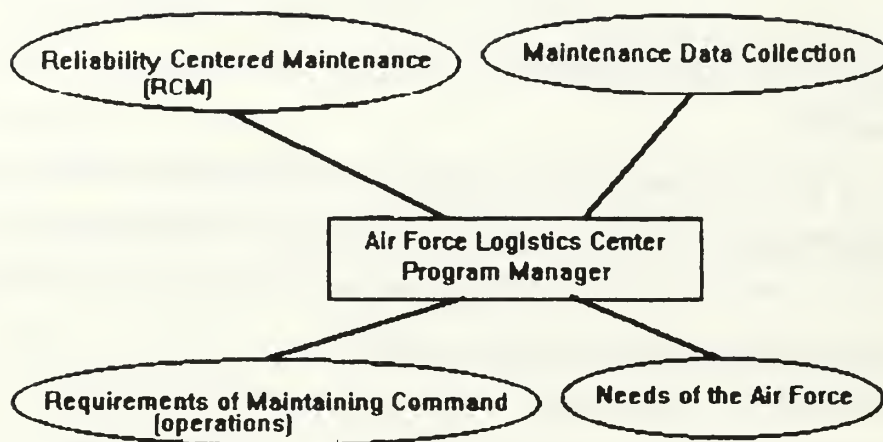 Reliability Centered Maintenance
(RCM)
Maintenance Data Collection
Air Force Logistics Center
Program Manager
Requirements of Maintaining Command
(operations)
Needs of the Air Force